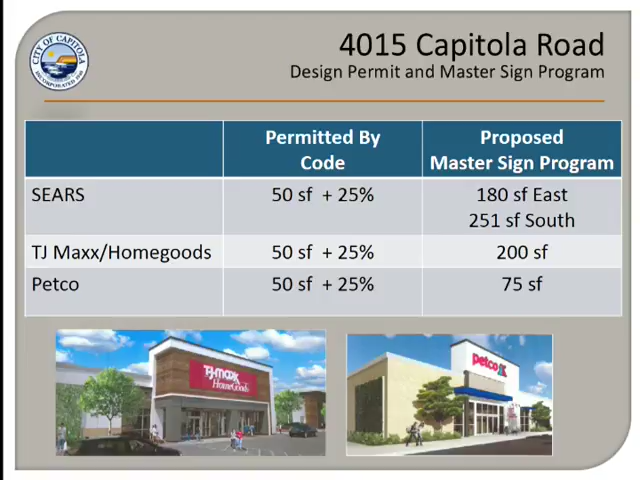 CITY OF CAPITOLA
INCORPORATED 1949
4015 Capitola Road
Design Permit and Master Sign Program
Permitted By Code
Proposed Master Sign Program
SEARS
50 sf + 25%
180 sf East
251 sf South
TJ Maxx/Homegoods
50 sf + 25%
200 sf
Petco
50 sf + 25%
75 sf
TJ-maxx
HomeGoods
petco